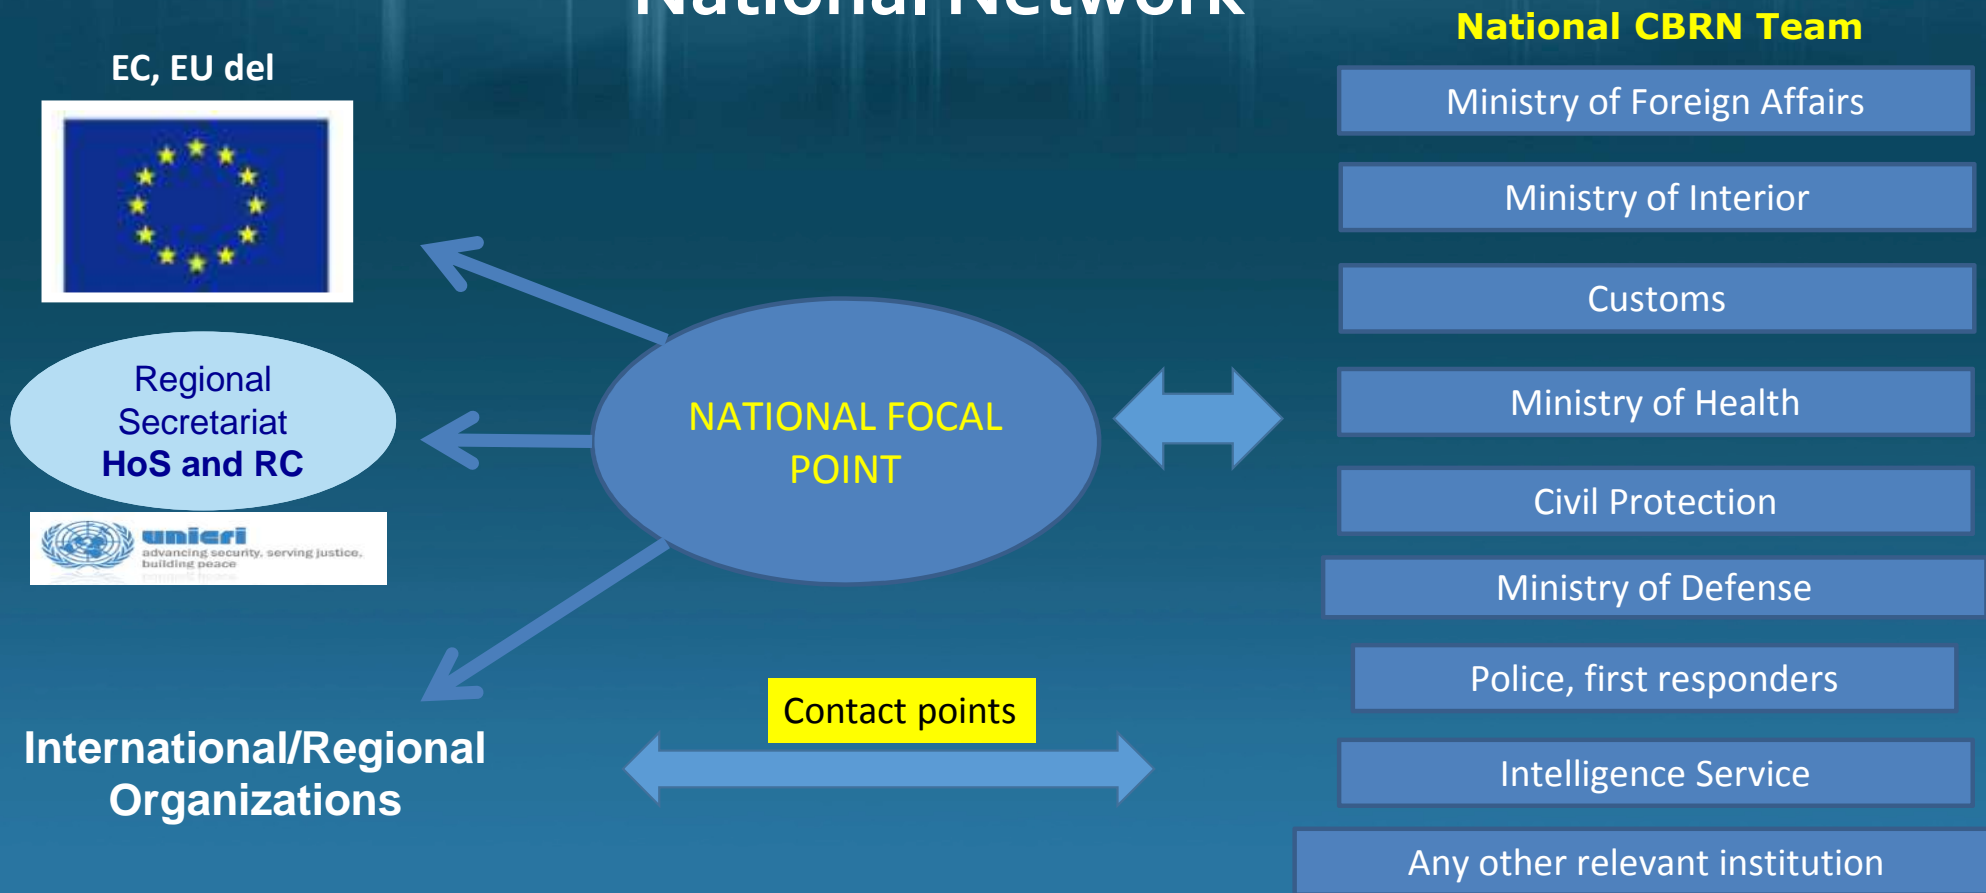 National Network
EC, EU del
Regional
Secretariat
HoS and RC
unicri
advancing security, serving justice,
building peace
International/Regional
Organizations
NATIONAL FOCAL
POINT
Contact points
National CBRN Team
Ministry of Foreign Affairs
Ministry of Interior
Customs
Ministry of Health
Civil Protection
Ministry of Defense
Police, first responders
Intelligence Service
Any other relevant institution